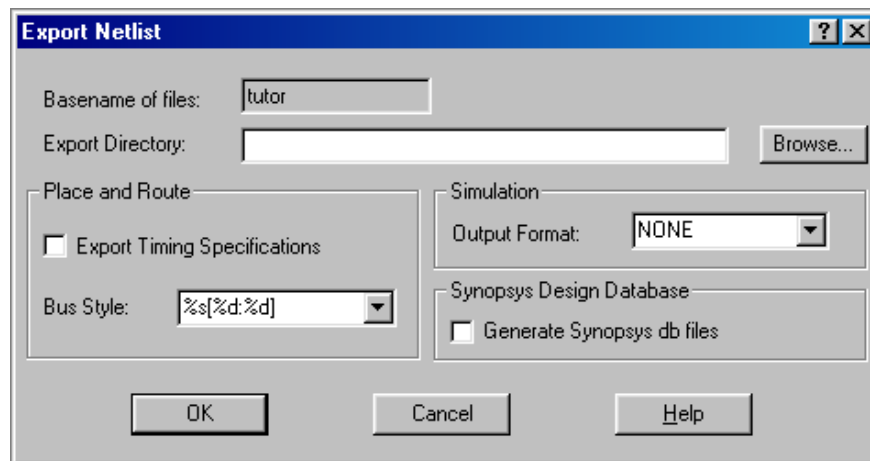 Export Netlist
Basename of files: tutor
Export Directory: Browse...
Place and Route
Export Timing Specifications
Bus Style: %s[%d:%d]
Simulation
Output Format: NONE
Synopsys Design Database
Generate Synopsys db files
OK Cancel Help